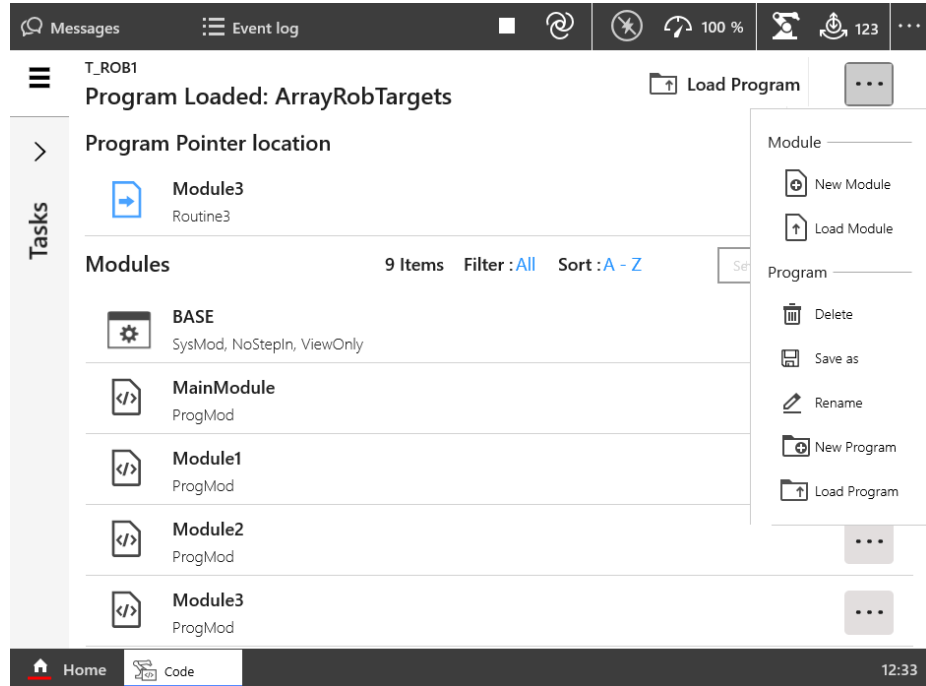 Messages
Event log
100 %
123
T_ROB1
Program Loaded: ArrayRobTargets
Load Program
Tasks
Program Pointer location
Module3
Routine3
Modules
9 Items Filter : All Sort : A - Z
Se
BASE
SysMod, NoStepIn, ViewOnly
MainModule
ProgMod
Module1
ProgMod
Module2
ProgMod
Module3
ProgMod
Module
New Module
Load Module
Program
Delete
Save as
Rename
New Program
Load Program
Home
Code
12:33